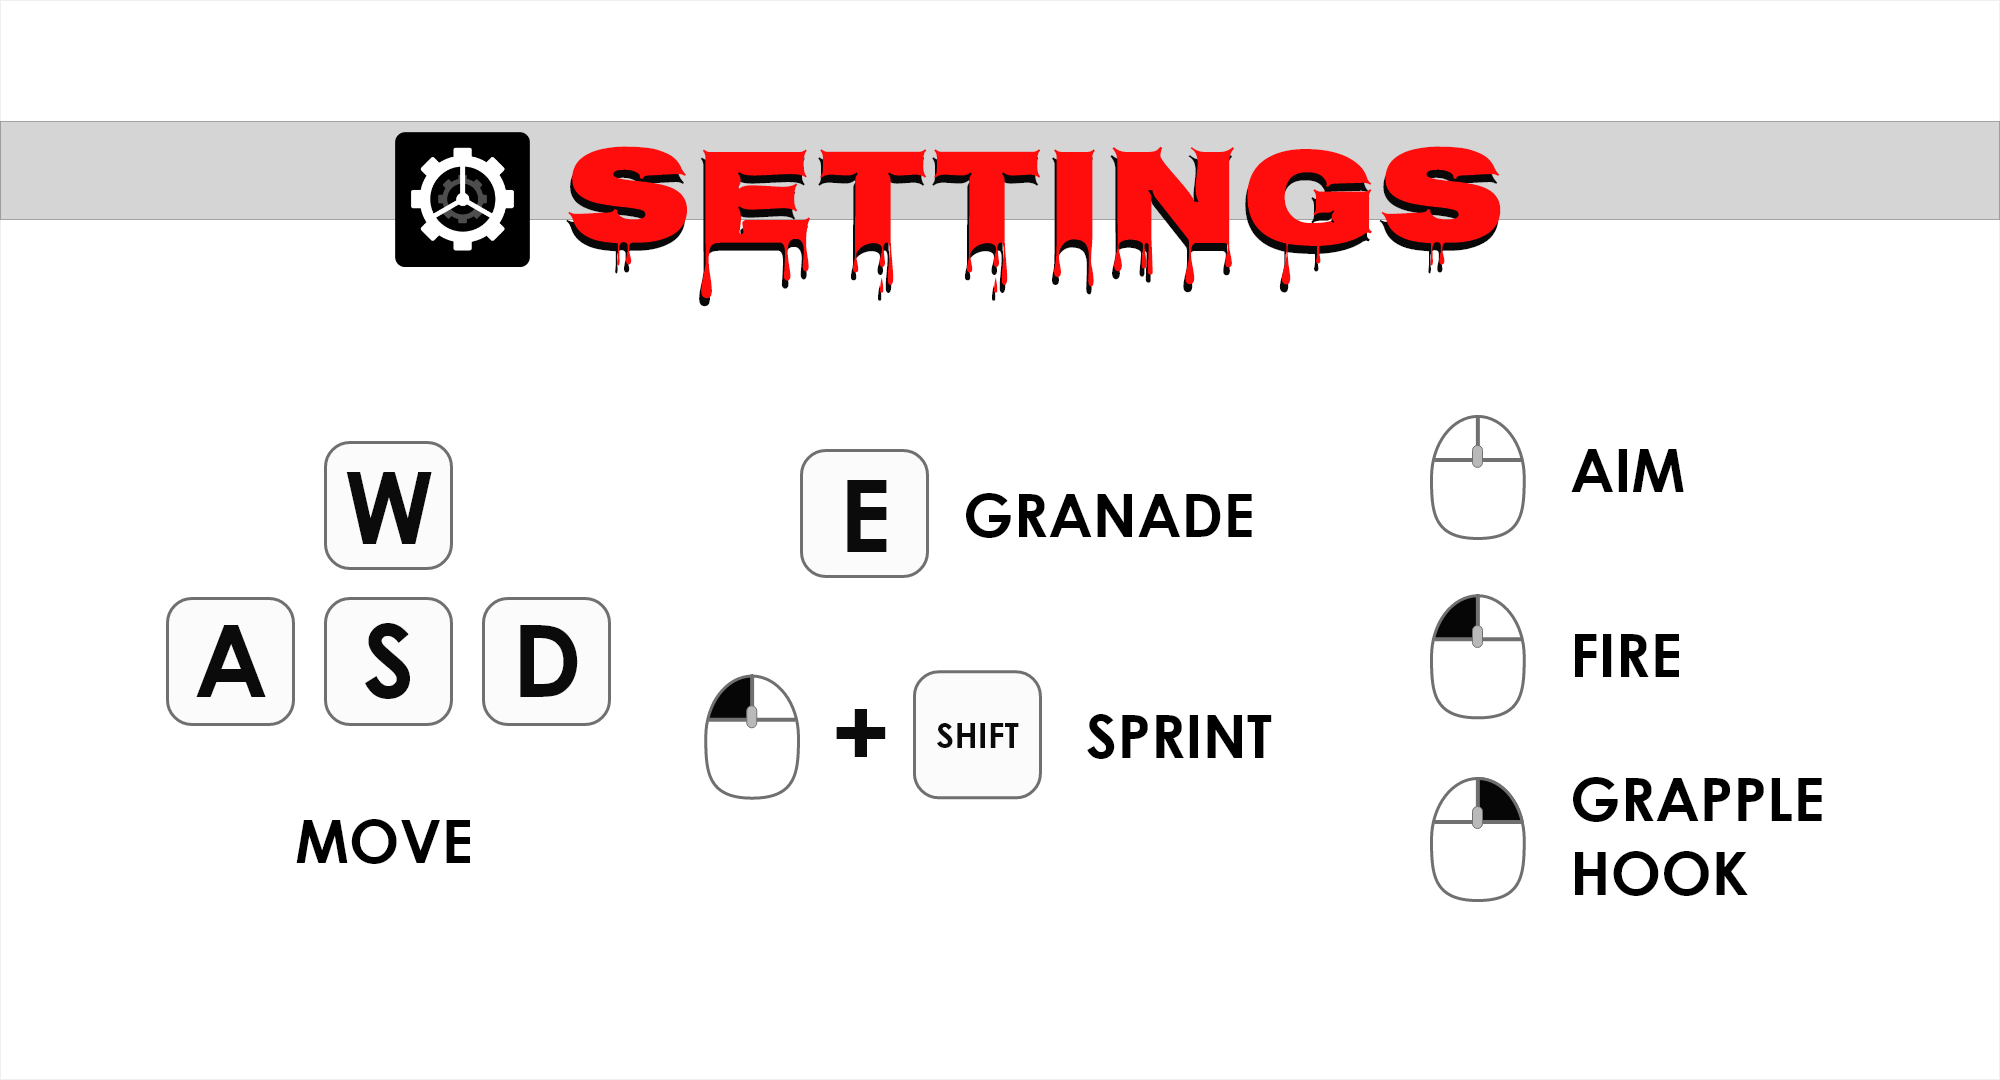 SETTINGS
W
A S D
MOVE
E GRANADE
+ SHIFT SPRINT
AIM
FIRE
GRAPPLE
HOOK